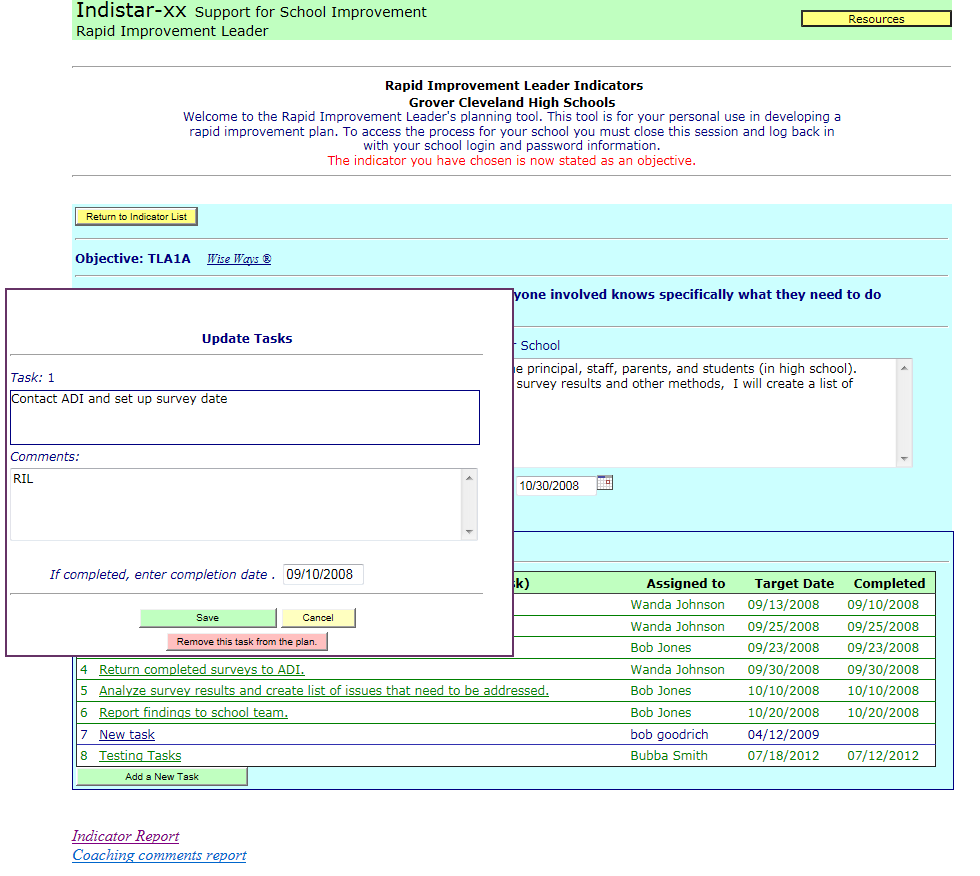 Indistar-xx Support for School Improvement
Rapid Improvement Leader
Resources
Rapid Improvement Leader Indicators
Grover Cleveland High Schools
Welcome to the Rapid Improvement Leader's planning tool. This tool is for your personal use in developing a
rapid improvement plan. To access the process for your school you must close this session and log back in
with your school login and password information.
The indicator you have chosen is now stated as an objective.
Return to Indicator List
Objective: TLA1A Wise Ways ®
involved knows specifically what they need to do
School
principal, staff, parents, and students (in high school).
survey results and other methods, I will create a list of
10/30/2008
Update Tasks
Task: 1
Contact ADI and set up survey date
Comments:
RIL
If completed, enter completion date . 09/10/2008
Save Cancel
Remove this task from the plan.
Assigned to Target Date Completed
Wanda Johnson 09/13/2008 09/10/2008
Wanda Johnson 09/25/2008 09/25/2008
Bob Jones 09/23/2008 09/23/2008
4 Return completed surveys to ADI. Wanda Johnson 09/30/2008 09/30/2008
5 Analyze survey results and create list of issues that need to be addressed. Bob Jones 10/10/2008 10/10/2008
6 Report findings to school team. Bob Jones 10/20/2008 10/20/2008
7 New task bob goodrich 04/12/2009
8 Testing Tasks Bubba Smith 07/18/2012 07/12/2012
Add a New Task
Indicator Report
Coaching comments report